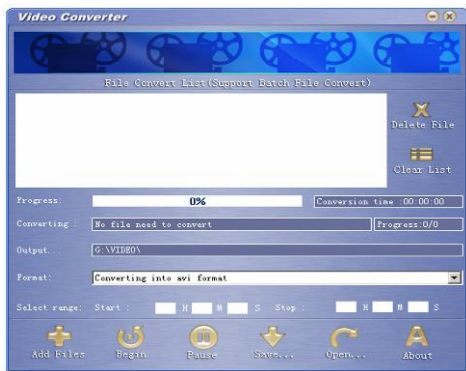 Video Converter
File Convert List(Support Batch File Convert)
Delete File
Clear List
Progress: 0% Conversion time :00:00:00
Converting : No file need to convert Progress:0/0
Output... G:\VIDEO\
Format: Converting into avi format
Select range: Start : H M S Stop : H M S
Add Files Begin Pause Save... Open... About